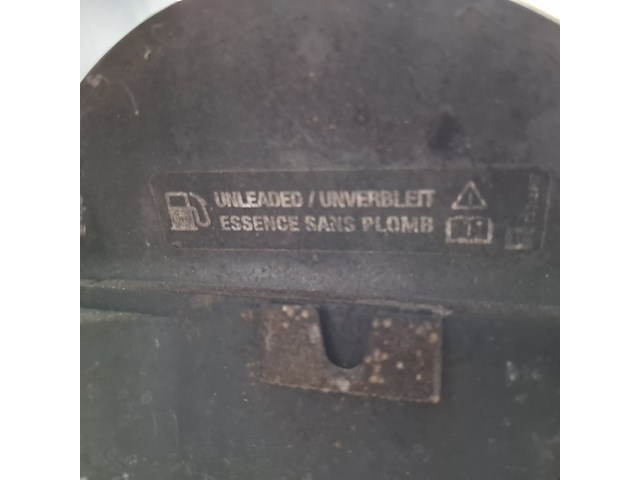 UNLEADED / UNVERBLEIT
ESSENCE SANS PLOMB